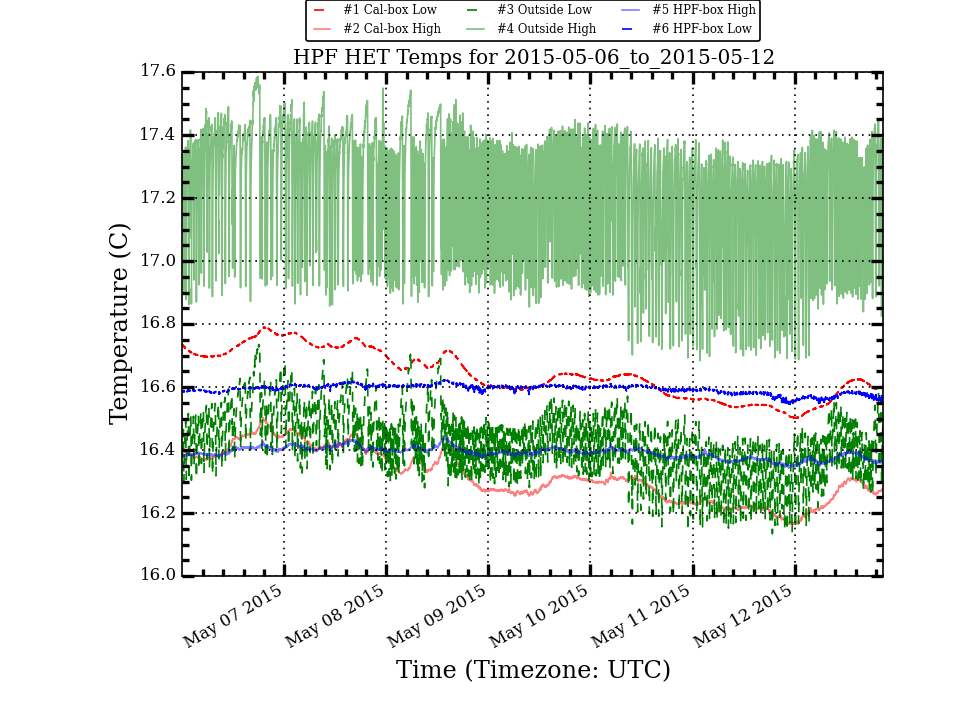 #1 Cal-box Low #3 Outside Low #5 HPF-box High
#2 Cal-box High #4 Outside High #6 HPF-box Low
HPF HET Temps for 2015-05-06_to_2015-05-12
17.6
17.4
17.2
17.0
16.8
16.6
16.4
16.2
16.0
Temperature (C)
May 07 2015 May 08 2015 May 09 2015 May 10 2015 May 11 2015 May 12 2015
Time (Timezone: UTC)